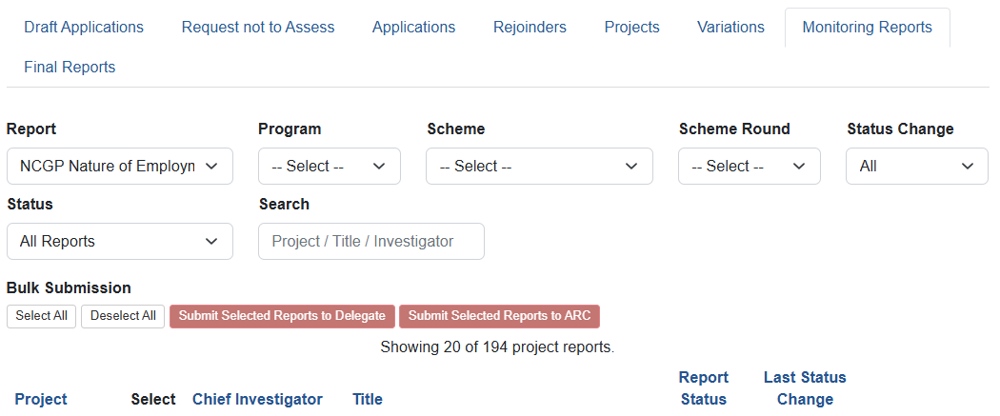 Draft Applications Request not to Assess Applications Rejoinders Projects Variations Monitoring Reports
Final Reports
Report Program Scheme Scheme Round Status Change
NCGP Nature of Employn -- Select -- -- Select -- -- Select -- All
Status Search
All Reports Project / Title / Investigator
Bulk Submission
Select All Deselect All Submit Selected Reports to Delegate Submit Selected Reports to ARC
Showing 20 of 194 project reports.
Project Select Chief Investigator Title Report Status Last Status Change